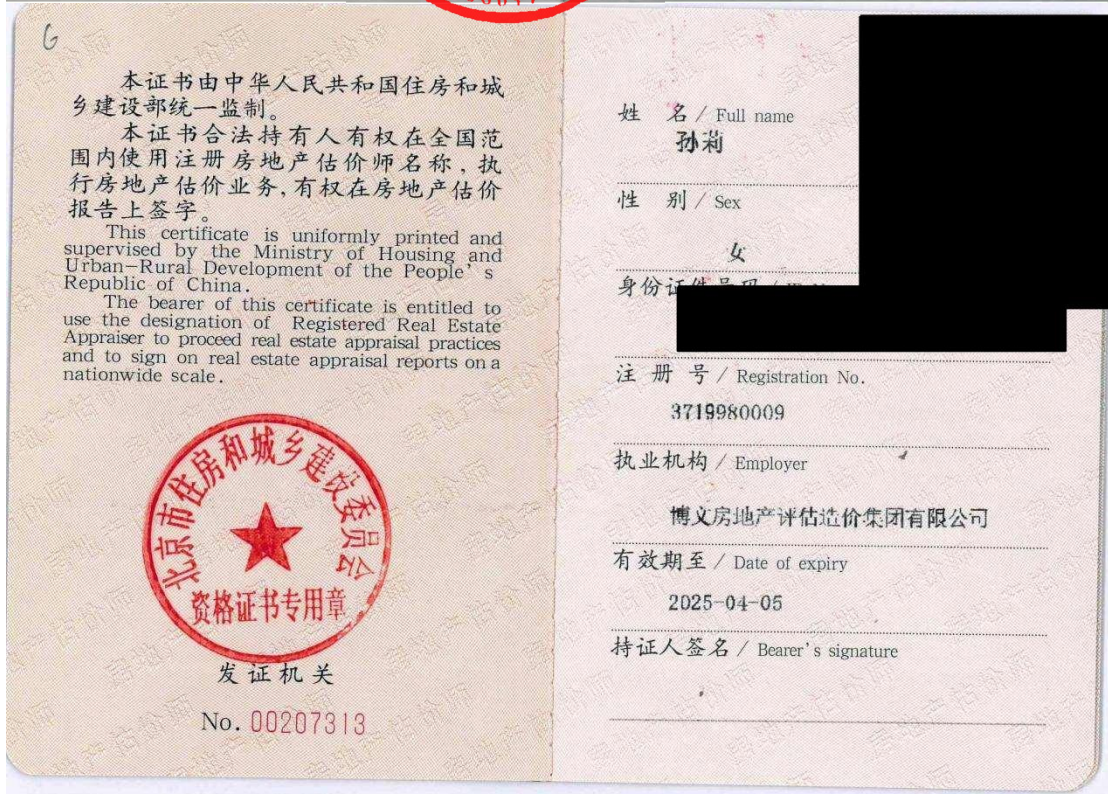 6
本证书由中华人民共和国住房和城
乡建设部统一监制。
本证书合法持有人有权在全国范
围内使用注册房地产估价师名称,执
行房地产估价业务,有权在房地产估价
报告上签字。
This certificate is uniformly printed and
supervised by the Ministry of Housing and
Urban-Rural Development of the People's
Republic of China.
The bearer of this certificate is entitled to
use the designation of Registered Real Estate
Appraiser to proceed real estate appraisal practices
and to sign on real estate appraisal reports on a
nationwide scale.
北京市住房和城乡建设委员会
资格证书专用章
发证机关
No. 00207313
姓 名 / Full name
孙莉
性 别 / Sex
女
身份证件号码 /
注 册 号 / Registration No.
3719980009
执业机构 / Employer
博文房地产评估造价集团有限公司
有效期至 / Date of expiry
2025-04-05
持证人签名 / Bearer's signature